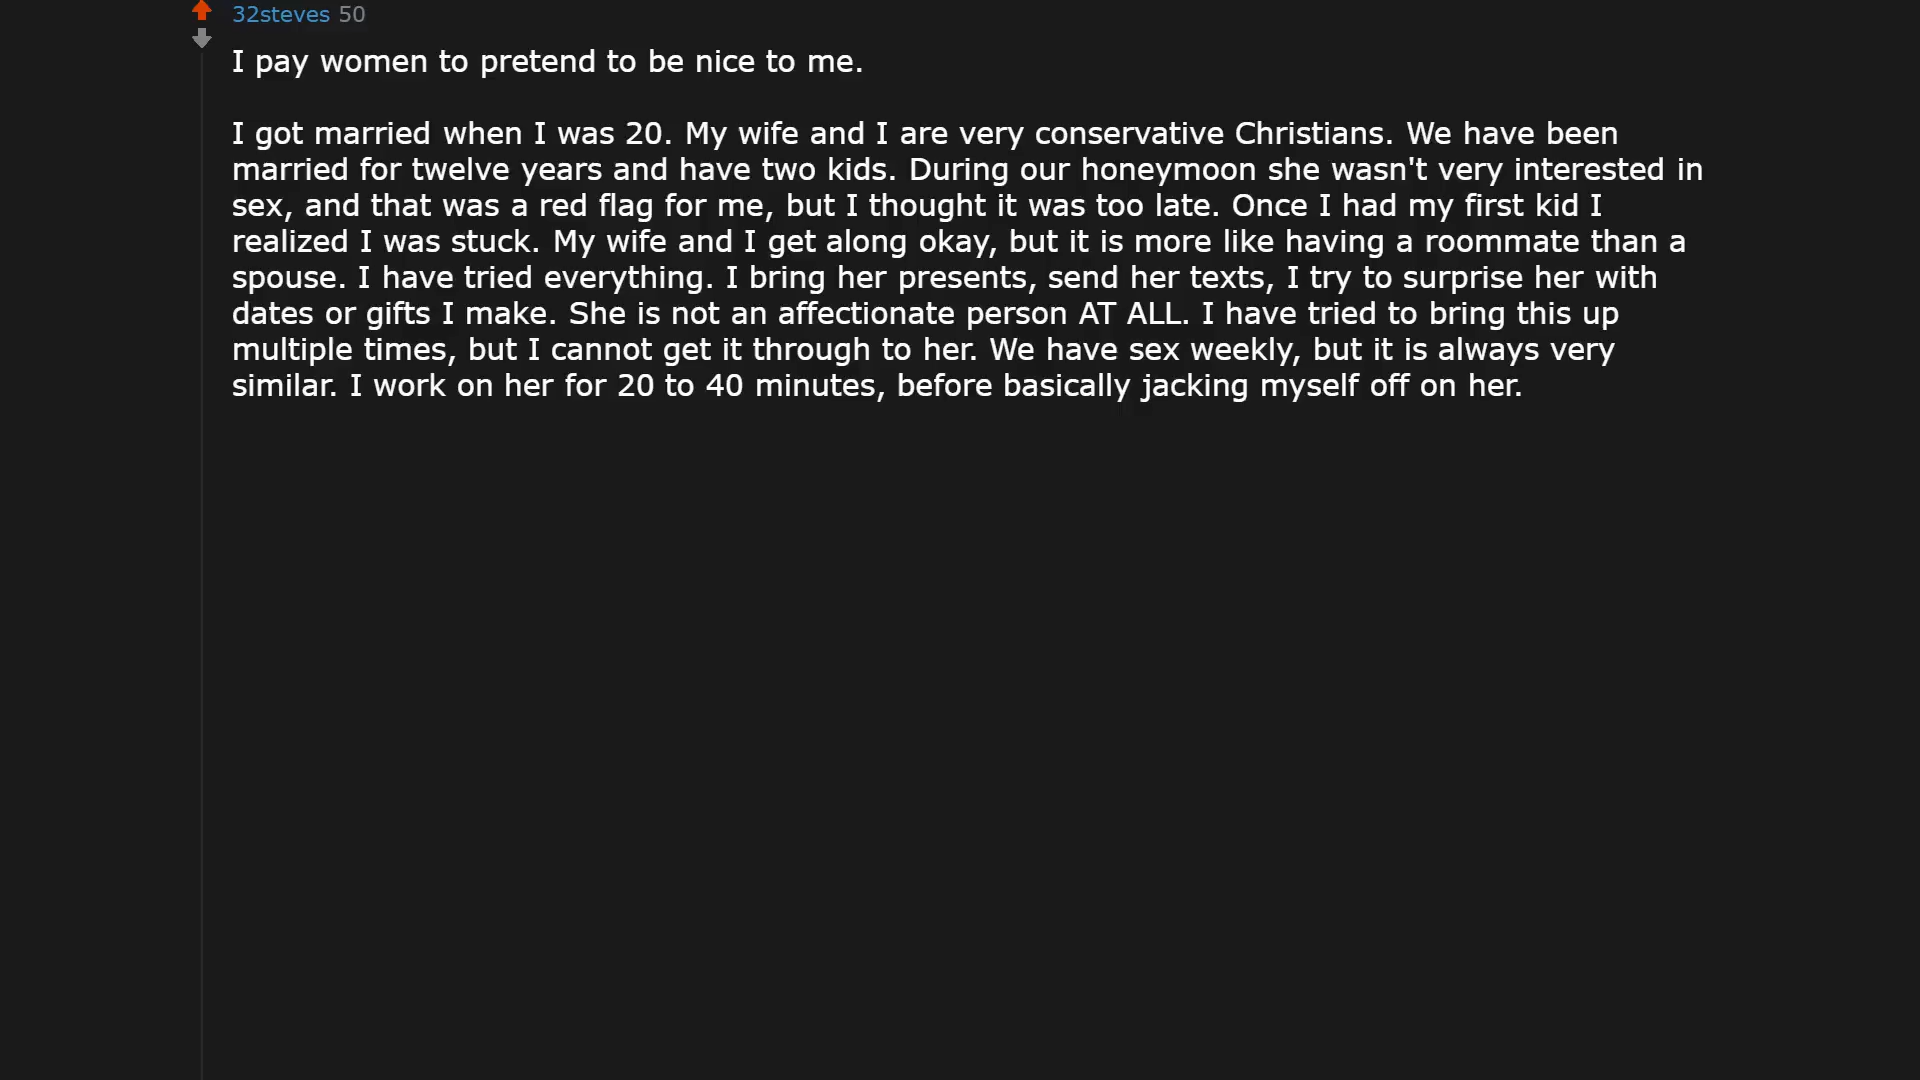 32steves 50
I pay women to pretend to be nice to me.
I got married when I was 20. My wife and I are very conservative Christians. We have been
married for twelve years and have two kids. During our honeymoon she wasn't very interested in
sex, and that was a red flag for me, but I thought it was too late. Once I had my first kid I
realized I was stuck. My wife and I get along okay, but it is more like having a roommate than a
spouse. I have tried everything. I bring her presents, send her texts, I try to surprise her with
dates or gifts I make. She is not an affectionate person AT ALL. I have tried to bring this up
multiple times, but I cannot get it through to her. We have sex weekly, but it is always very
similar. I work on her for 20 to 40 minutes, before basically jacking myself off on her.